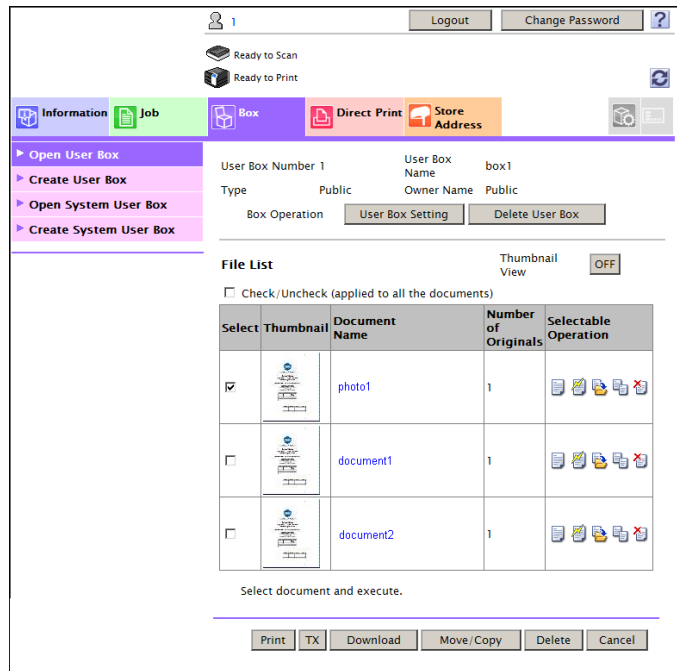 1
Logout
Change Password
?
Ready to Scan
Ready to Print
Information
Job
Box
Direct Print
Store
Address
Open User Box
Create User Box
Open System User Box
Create System User Box
User Box Number 1
User Box
Name
box1
Type Public
Owner Name Public
Box Operation
User Box Setting
Delete User Box
File List
Thumbnail
View
OFF
Check/Uncheck (applied to all the documents)
Select
Thumbnail
Document
Name
Number
of
Originals
Selectable
Operation
photo1
1
document1
1
document2
1
Select document and execute.
Print
TX
Download
Move/Copy
Delete
Cancel